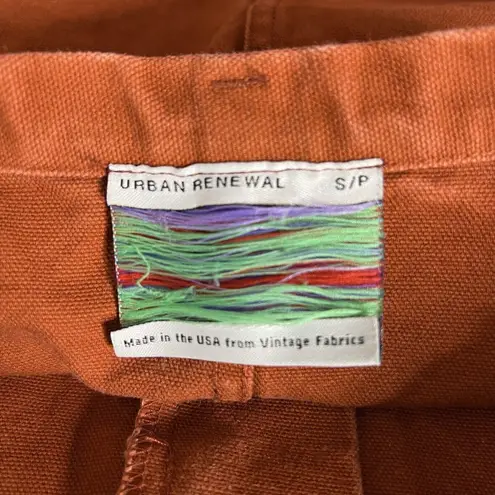 URBAN RENEWAL S/P
Made in the USA from Vintage Fabrics